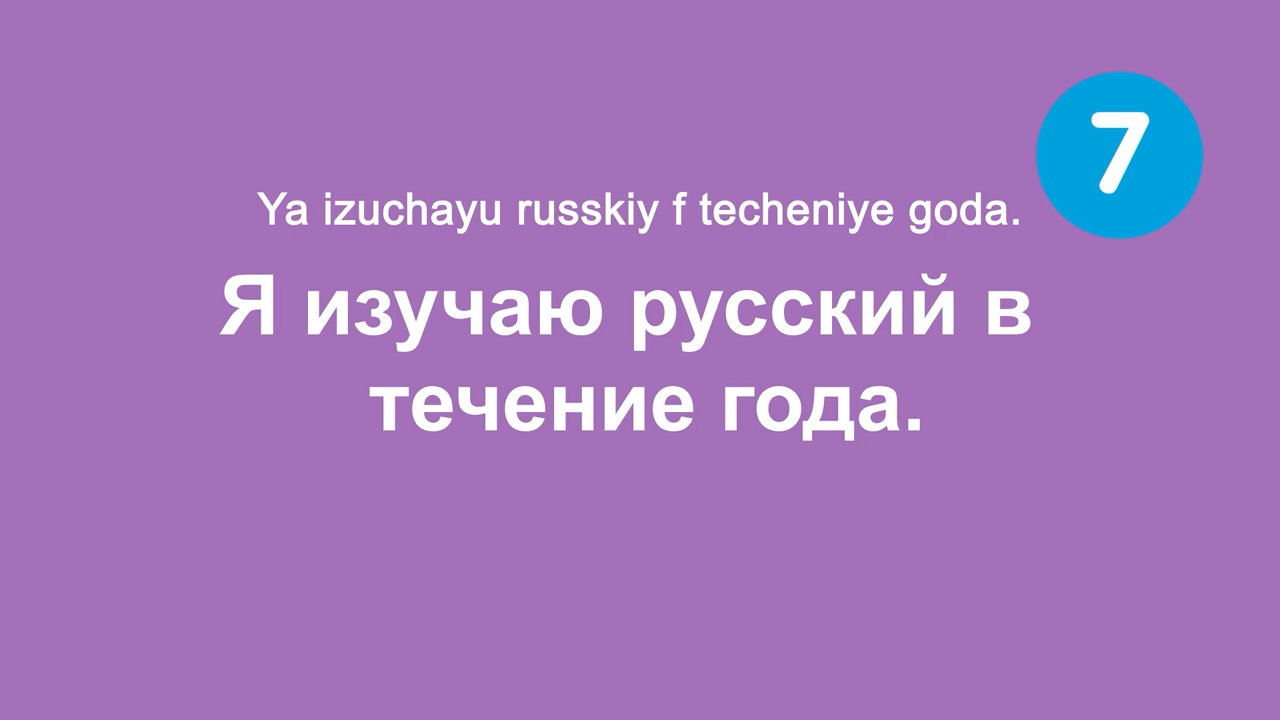 7
Ya izuchayu russkiy f techeniye goda.
Я изучаю русский в
течение года.